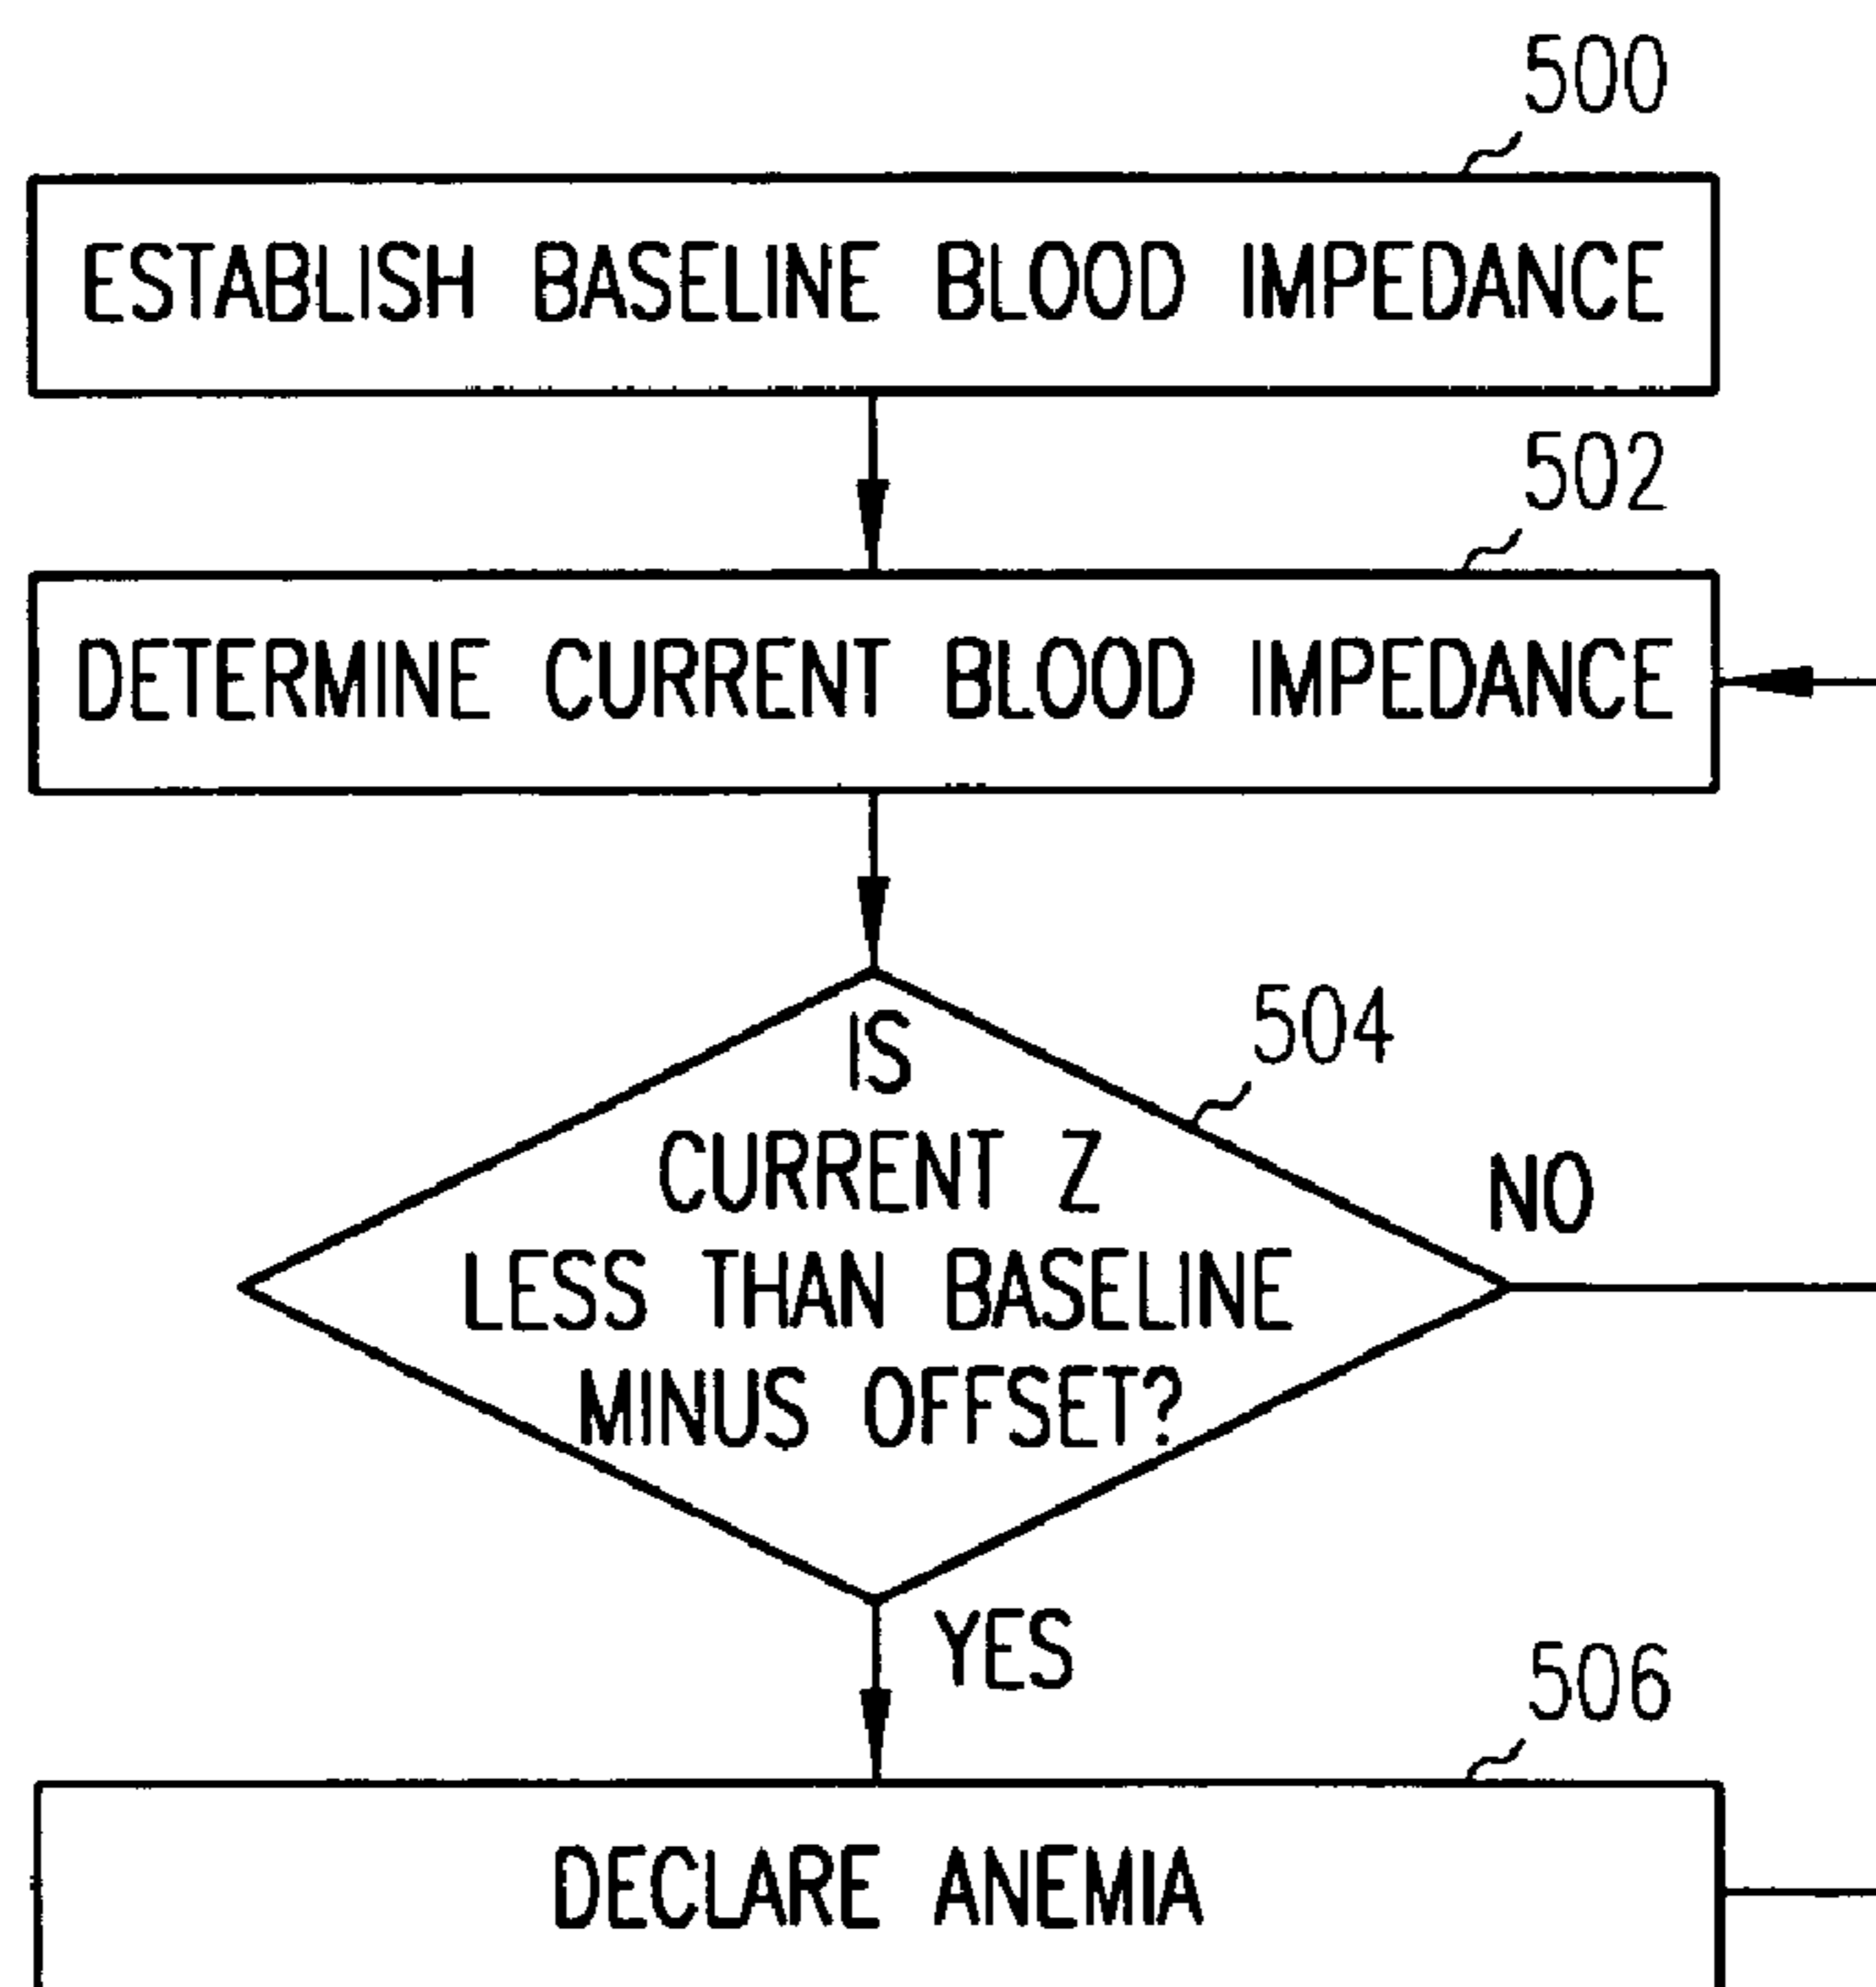 500
ESTABLISH BASELINE BLOOD IMPEDANCE
502
DETERMINE CURRENT BLOOD IMPEDANCE
504
IS
CURRENT Z
LESS THAN BASELINE
MINUS OFFSET?
NO
YES
506
DECLARE ANEMIA